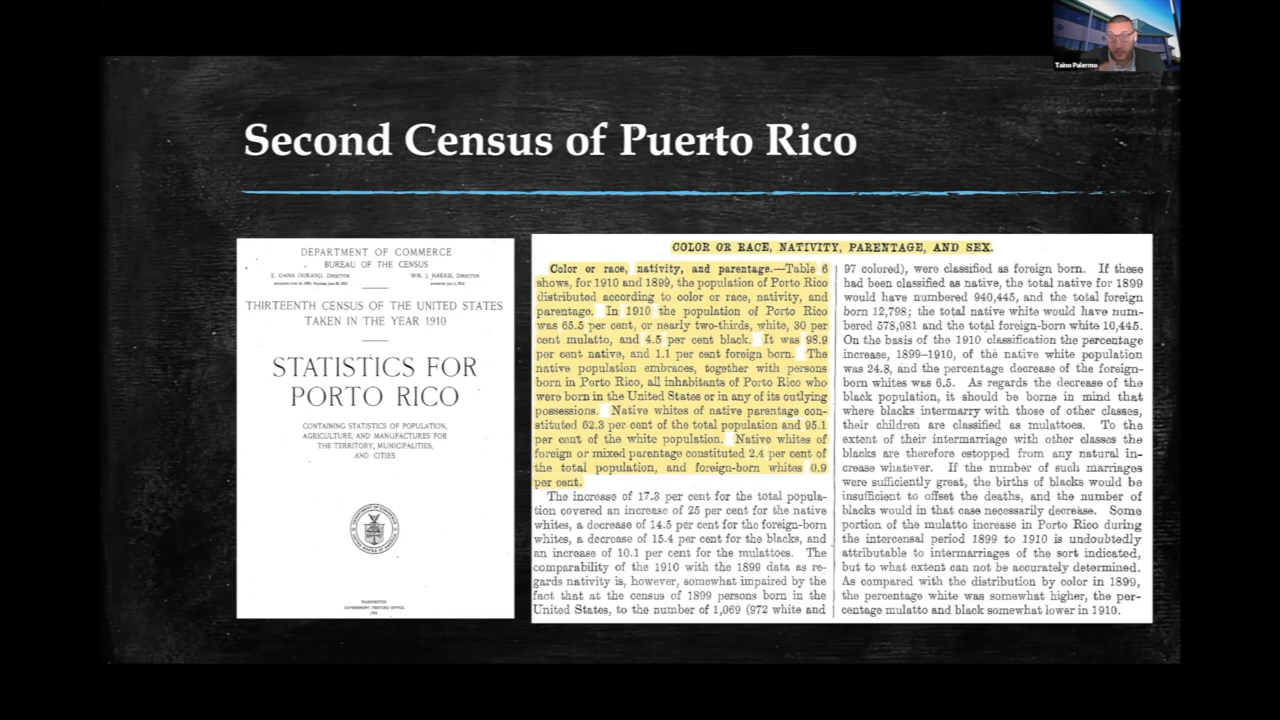 Taino Palermo
Second Census of Puerto Rico
DEPARTMENT OF COMMERCE
BUREAU OF THE CENSUS
E. DANA DURAND, DIRECTOR
WM. J. HARRIS, DIRECTOR
THIRTEENTH CENSUS OF THE UNITED STATES
TAKEN IN THE YEAR 1910
STATISTICS FOR
PORTO RICO
CONTAINING STATISTICS OF POPULATION,
AGRICULTURE, AND MANUFACTURES FOR
THE TERRITORY, MUNICIPALITIES,
AND CITIES
WASHINGTON
GOVERNMENT PRINTING OFFICE
COLOR OR RACE, NATIVITY, PARENTAGE, AND SEX.
Color or race, nativity, and parentage.—Table 6
shows, for 1910 and 1899, the population of Porto Rico
distributed according to color or race, nativity, and
parentage. In 1910 the population of Porto Rico
was 65.5 per cent, or nearly two-thirds, white, 30 per
cent mulatto, and 4.5 per cent black. It was 98.9
per cent native, and 1.1 per cent foreign born. The
native population embraces, together with persons
born in Porto Rico, all inhabitants of Porto Rico who
were born in the United States or in any of its outlying
possessions. Native whites of native parentage con-
stituted 62.3 per cent of the total population and 95.1
per cent of the white population. Native whites of
foreign or mixed parentage constituted 2.4 per cent of
the total population, and foreign-born whites 0.9
per cent.
The increase of 17.3 per cent for the total popula-
tion covered an increase of 25 per cent for the native
whites, a decrease of 14.5 per cent for the foreign-born
whites, a decrease of 15.4 per cent for the blacks, and
an increase of 10.1 per cent for the mulattoes. The
comparability of the 1910 with the 1899 data as re-
gards nativity is, however, somewhat impaired by the
fact that at the census of 1899 persons born in the
United States, to the number of 1,069 (972 white and
97 colored), were classified as foreign born. If these
had been classified as native, the total native for 1899
would have numbered 940,445, and the total foreign
born 12,798; the total native white would have num-
bered 578,981 and the total foreign-born white 10,445.
On the basis of the 1910 classification the percentage
increase, 1899–1910, of the native white population
was 24.8, and the percentage decrease of the foreign-
born whites was 6.5. As regards the decrease of the
black population, it should be borne in mind that
where blacks intermarry with those of other classes,
their children are classified as mulattoes. To the
extent of their intermarriage with other classes the
blacks are therefore estopped from any natural in-
crease whatever. If the number of such marriages
were sufficiently great, the births of blacks would be
insufficient to offset the deaths, and the number of
blacks would in that case necessarily decrease. Some
portion of the mulatto increase in Porto Rico during
the intercensal period 1899 to 1910 is undoubtedly
attributable to intermarriages of the sort indicated,
but to what extent can not be accurately determined.
As compared with the distribution by color in 1899,
the percentage white was somewhat higher, the per-
centage mulatto and black somewhat lower in 1910.